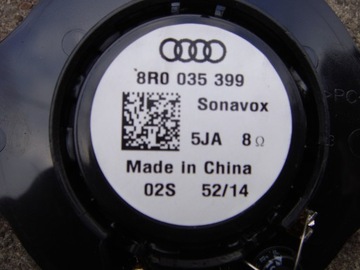 8R0 035 399
Sonavox
5JA 8Ω
Made in China
02S 52/14